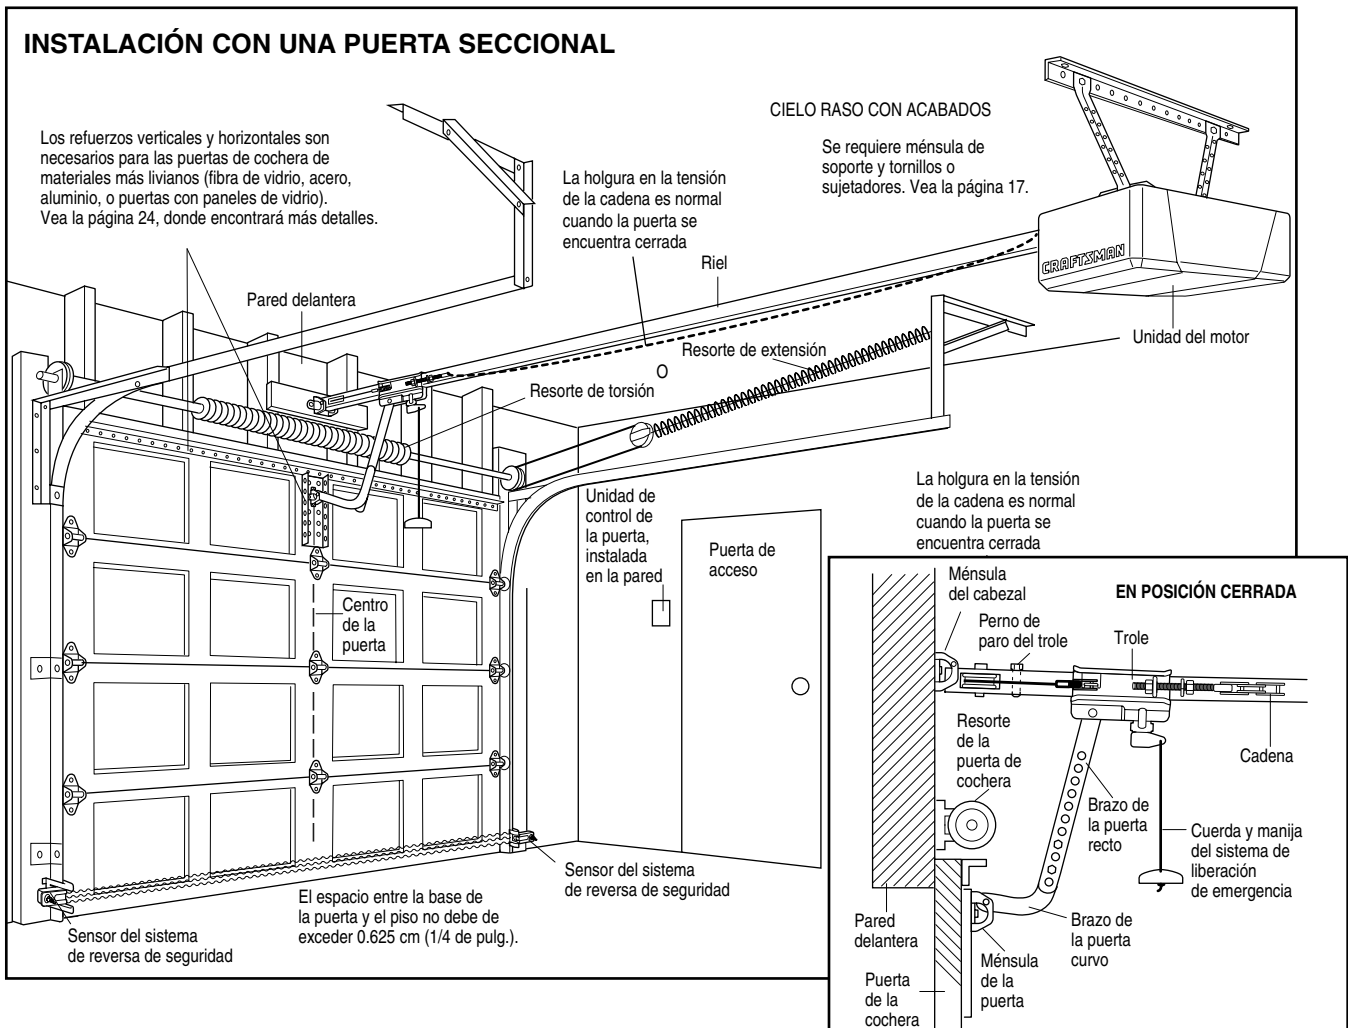 INSTALACIÓN CON UNA PUERTA SECCIONAL
Los refuerzos verticales y horizontales son
necesarios para las puertas de cochera de
materiales más livianos (fibra de vidrio, acero,
aluminio, o puertas con paneles de vidrio).
Vea la página 24, donde encontrará más detalles.
CIELO RASO CON ACABADOS
Se requiere ménsula de
soporte y tornillos o
sujetadores. Vea la página 17.
La holgura en la tensión
de la cadena es normal
cuando la puerta se
encuentra cerrada
Riel
CRAFTSMAN
Pared delantera
Unidad del motor
Resorte de extensión
O
Resorte de torsión
Unidad de
control de
la puerta,
instalada
en la pared
Puerta de
acceso
Centro
de la
puerta
Sensor del sistema
de reversa de seguridad
El espacio entre la base de
la puerta y el piso no debe de
exceder 0.625 cm (1/4 de pulg.).
Sensor del sistema
de reversa de seguridad
La holgura en la tensión
de la cadena es normal
cuando la puerta se
encuentra cerrada
EN POSICIÓN CERRADA
Ménsula
del cabezal
Perno de
paro del trole
Trole
Resorte
de la
puerta de
cochera
Cadena
Brazo de
la puerta
recto
Cuerda y manija
del sistema de
liberación
de emergencia
Pared
delantera
Brazo de
la puerta
curvo
Ménsula
de la
puerta
Puerta
de la
cochera